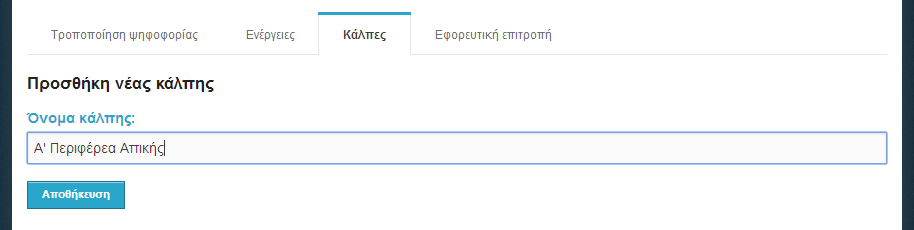 Τροποποίηση ψηφοφορίας Ενέργειες Κάλπες Εφορευτική επιτροπή
Προσθήκη νέας κάλπης
Όνομα κάλπης:
Α' Περιφέρεα Αττικής
Αποθήκευση